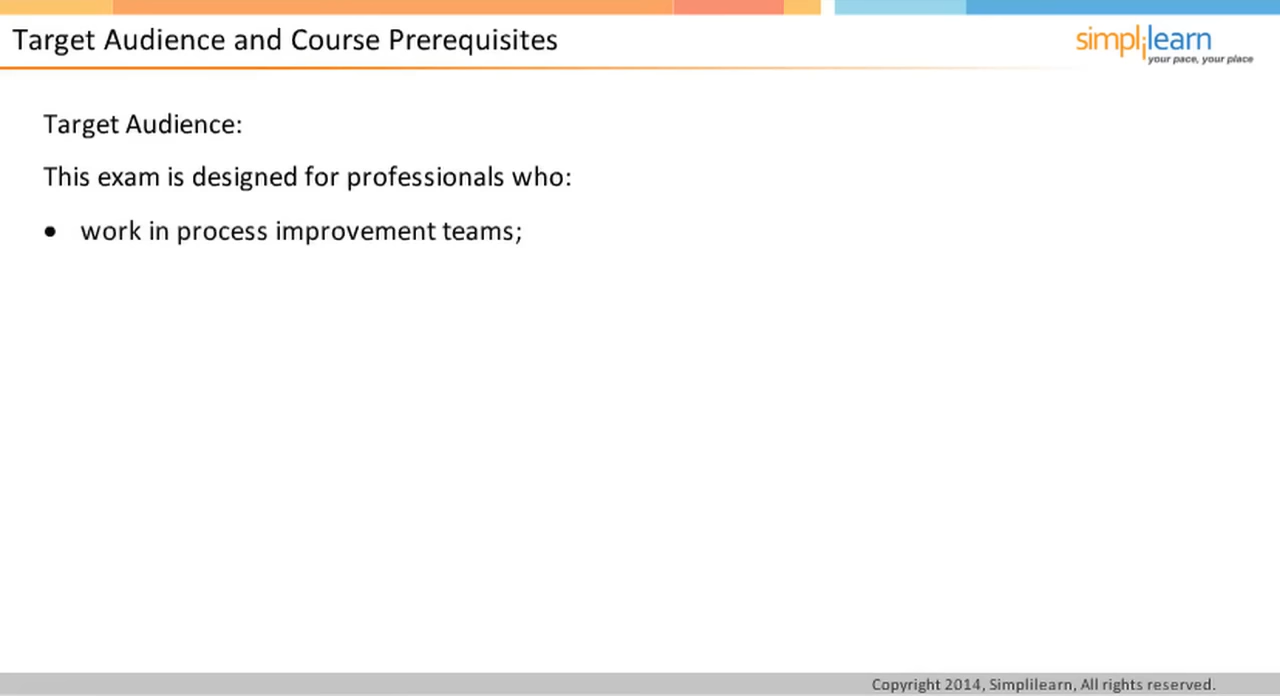 Target Audience and Course Prerequisites
simplilearn
your pace, your place
Target Audience:
This exam is designed for professionals who:
• work in process improvement teams;
Copyright 2014, Simplilearn, All rights reserved.